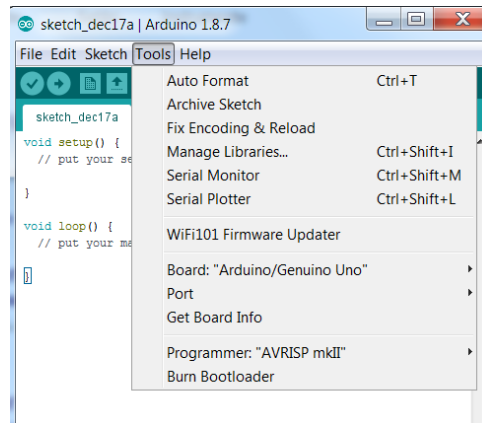 sketch_dec17a | Arduino 1.8.7
File Edit Sketch Tools Help
Auto Format Ctrl+T
Archive Sketch
Fix Encoding & Reload
Manage Libraries... Ctrl+Shift+I
Serial Monitor Ctrl+Shift+M
Serial Plotter Ctrl+Shift+L
WiFi101 Firmware Updater
Board: "Arduino/Genuino Uno"
Port
Get Board Info
Programmer: "AVRISP mkII"
Burn Bootloader
sketch_dec17a
void setup() {
// put your se
}
void loop() {
// put your ma
}